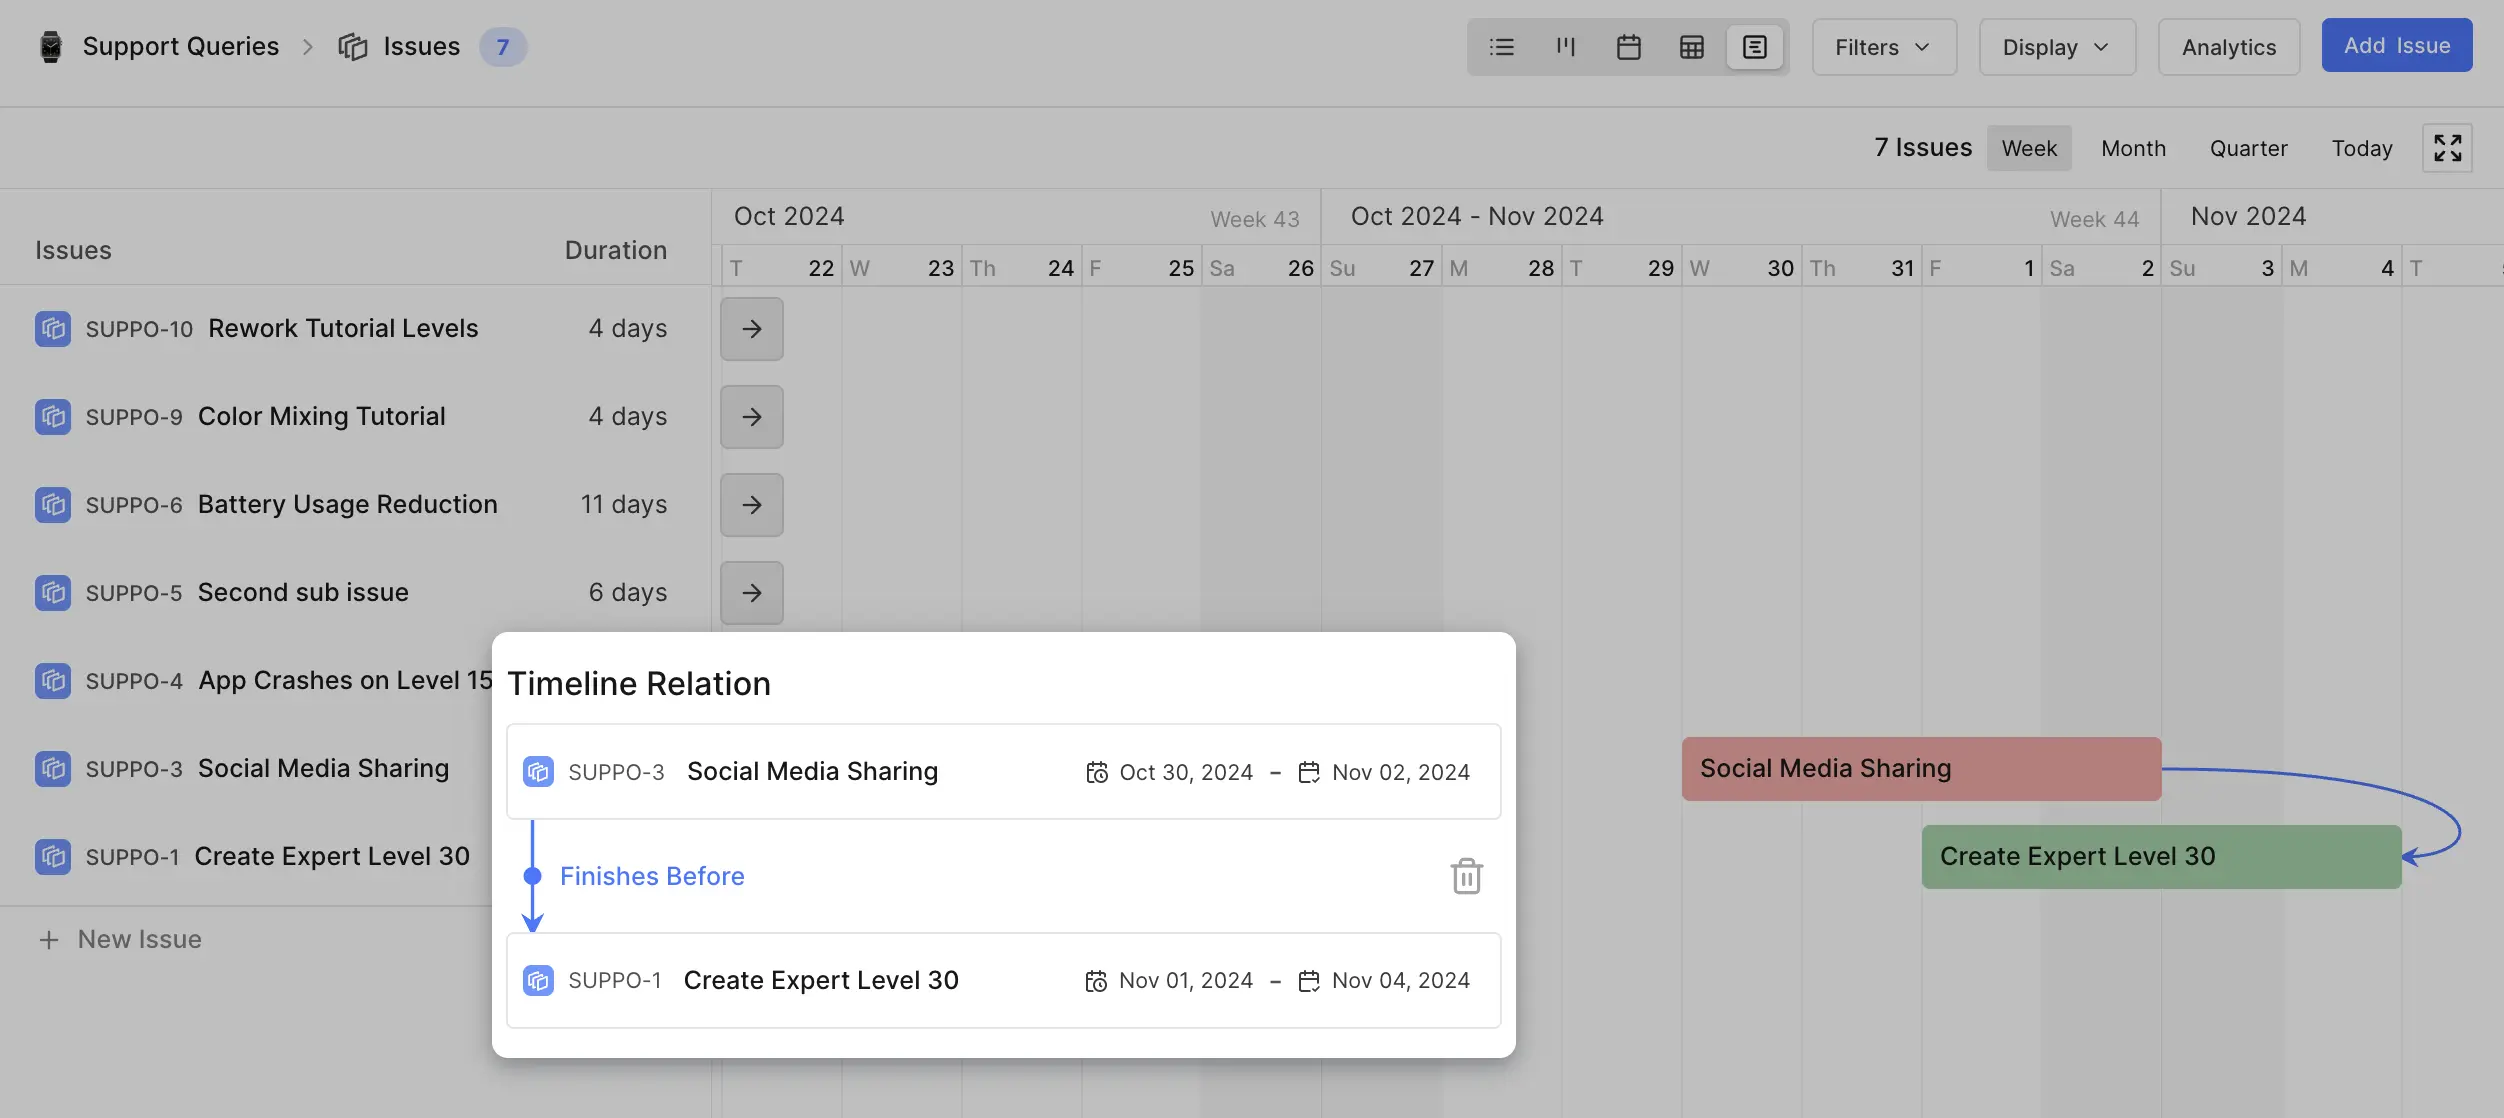 Support Queries > Issues 7
Filters Display Analytics Add Issue
7 Issues Week Month Quarter Today
Issues Duration
Oct 2024 Week 43 Oct 2024 - Nov 2024 Week 44 Nov 2024
T 22 W 23 Th 24 F 25 Sa 26 Su 27 M 28 T 29 W 30 Th 31 F 1 Sa 2 Su 3 M 4 T
SUPPO-10 Rework Tutorial Levels 4 days
SUPPO-9 Color Mixing Tutorial 4 days
SUPPO-6 Battery Usage Reduction 11 days
SUPPO-5 Second sub issue 6 days
SUPPO-4 App Crashes on Level 15
SUPPO-3 Social Media Sharing
SUPPO-1 Create Expert Level 30
+ New Issue
Timeline Relation
SUPPO-3 Social Media Sharing Oct 30, 2024 – Nov 02, 2024
Finishes Before
SUPPO-1 Create Expert Level 30 Nov 01, 2024 – Nov 04, 2024
Social Media Sharing
Create Expert Level 30